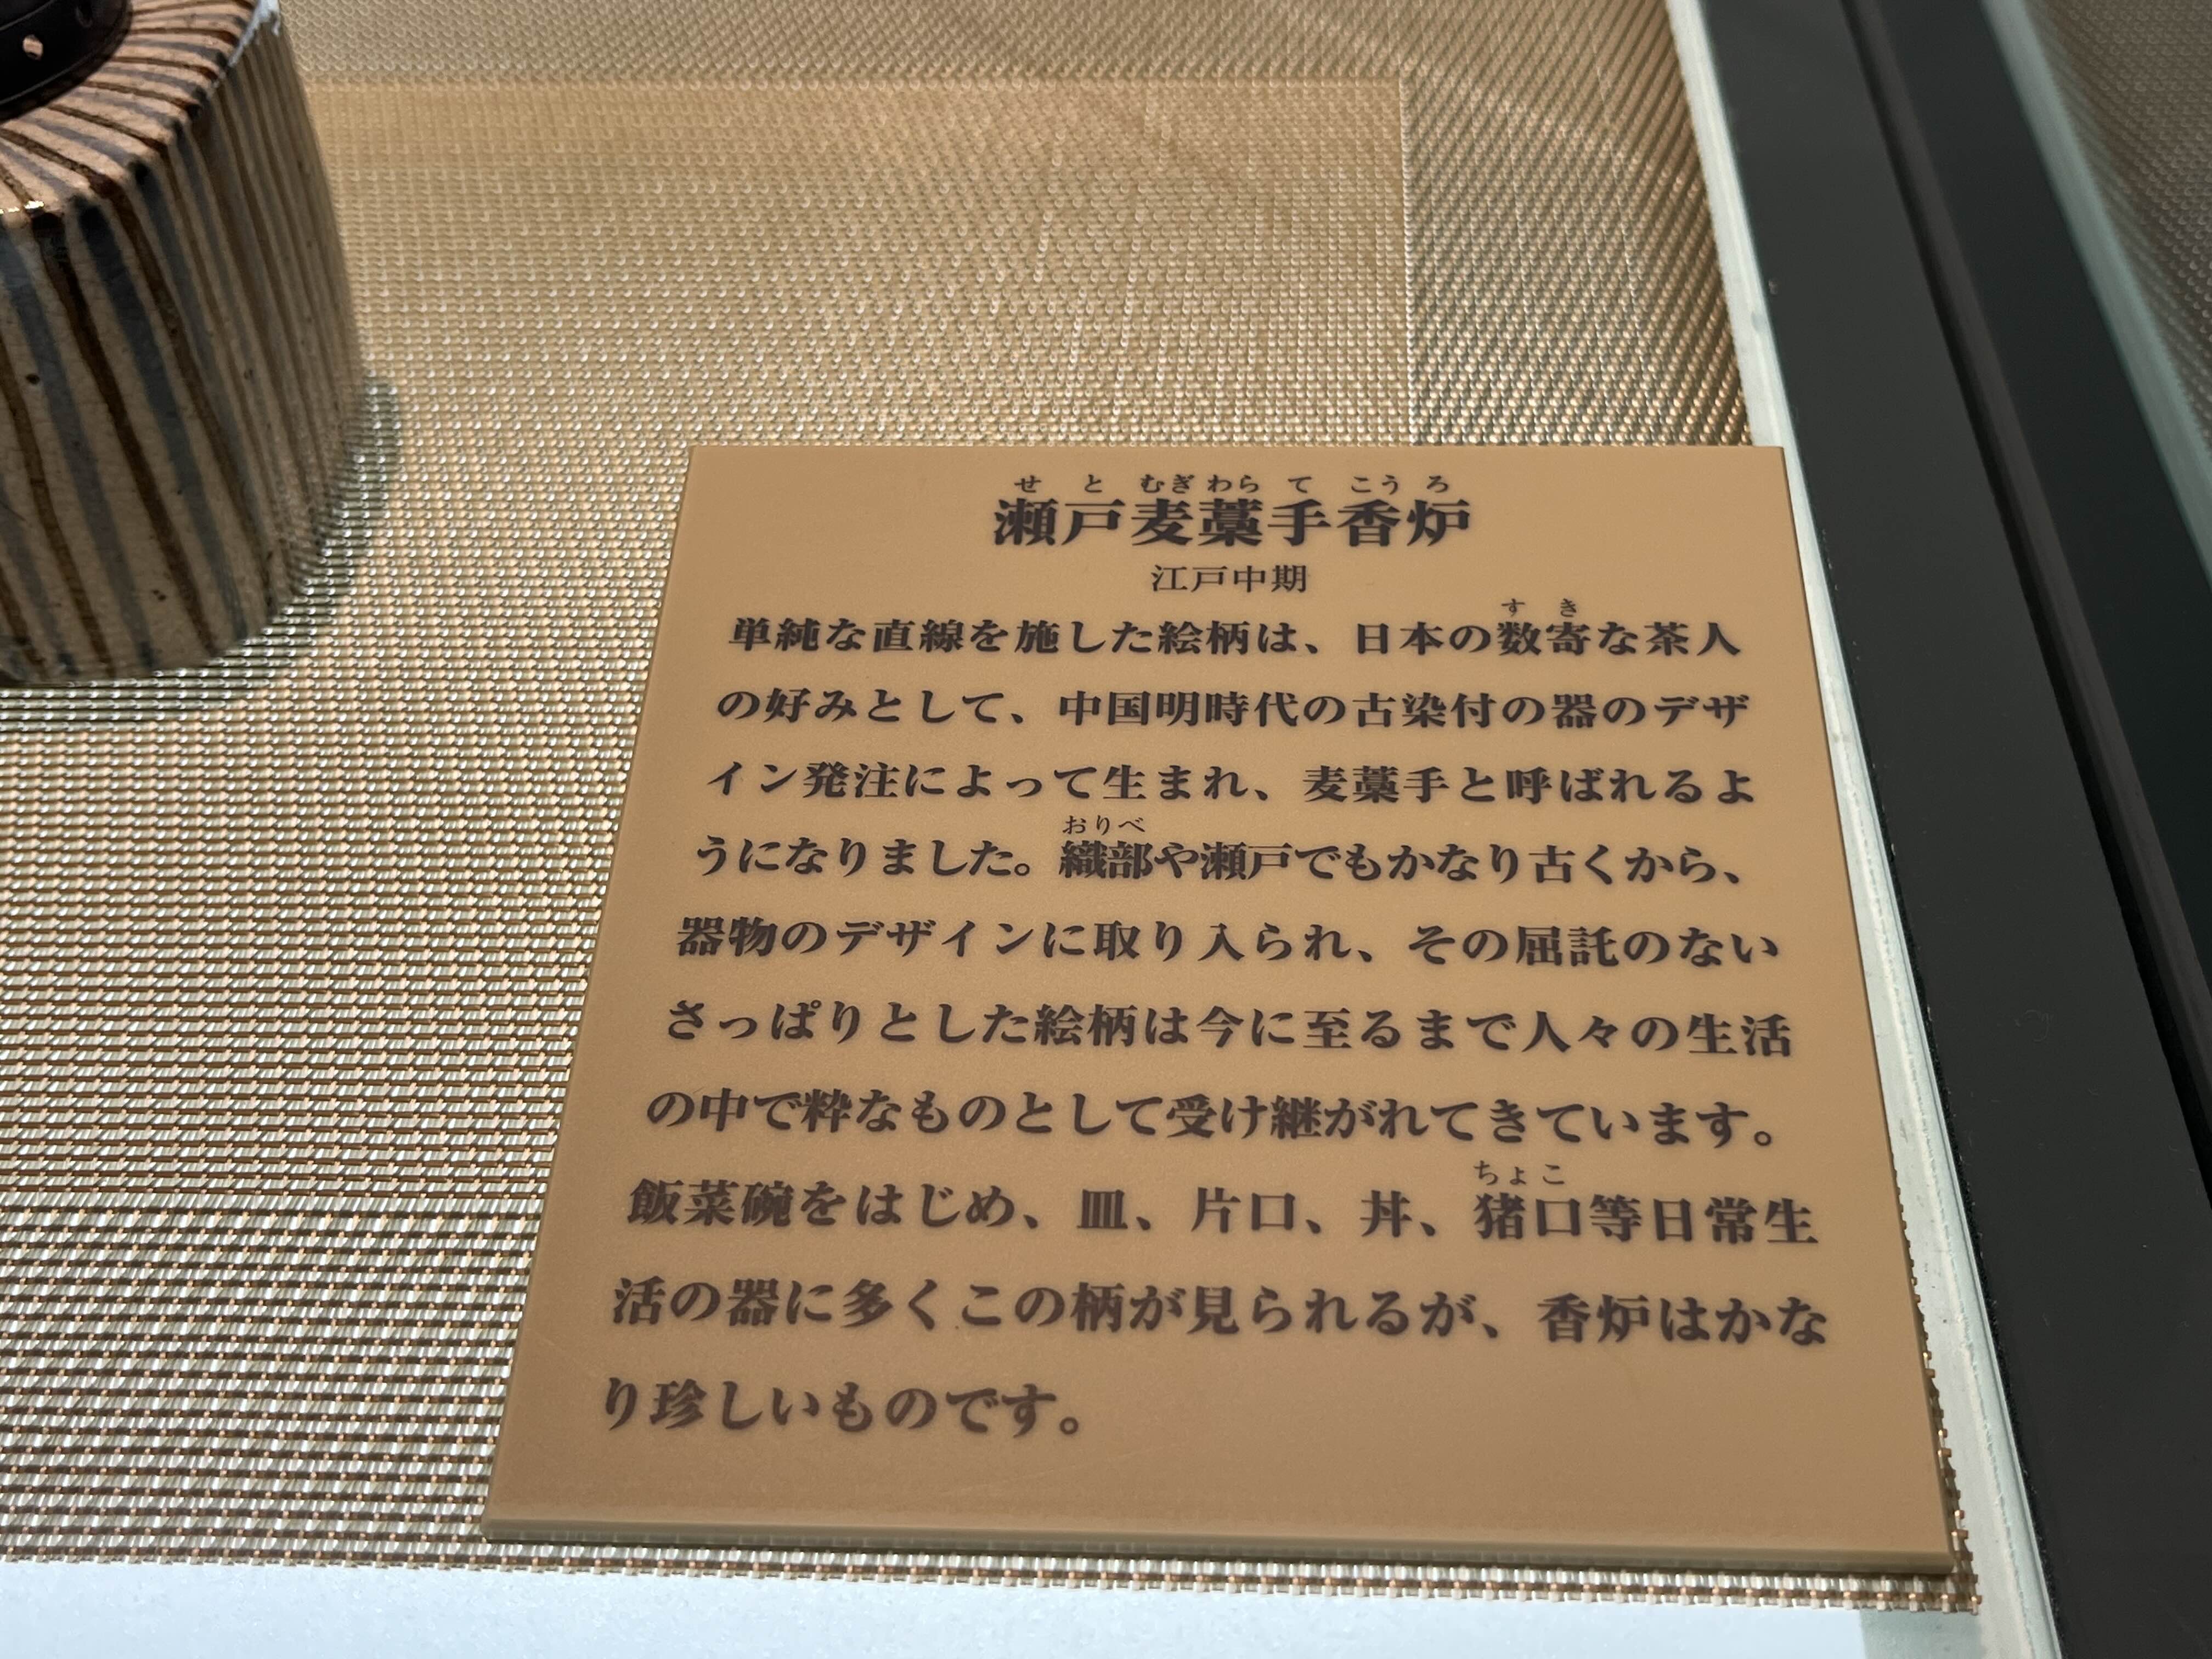 せ と むぎ わら て こう ろ
瀬戸麦藁手香炉
江戸中期
す き
単純な直線を施した絵柄は、日本の数寄な茶人
の好みとして、中国明時代の古染付の器のデザ
イン発注によって生まれ、麦藁手と呼ばれるよ
おりべ
うになりました。織部や瀬戸でもかなり古くから、
器物のデザインに取り入られ、その屈託のない
さっぱりとした絵柄は今に至るまで人々の生活
の中で粋なものとして受け継がれてきています。
ちょこ
飯菜碗をはじめ、皿、片口、丼、猪口等日常生
活の器に多くこの柄が見られるが、香炉はかな
り珍しいものです。